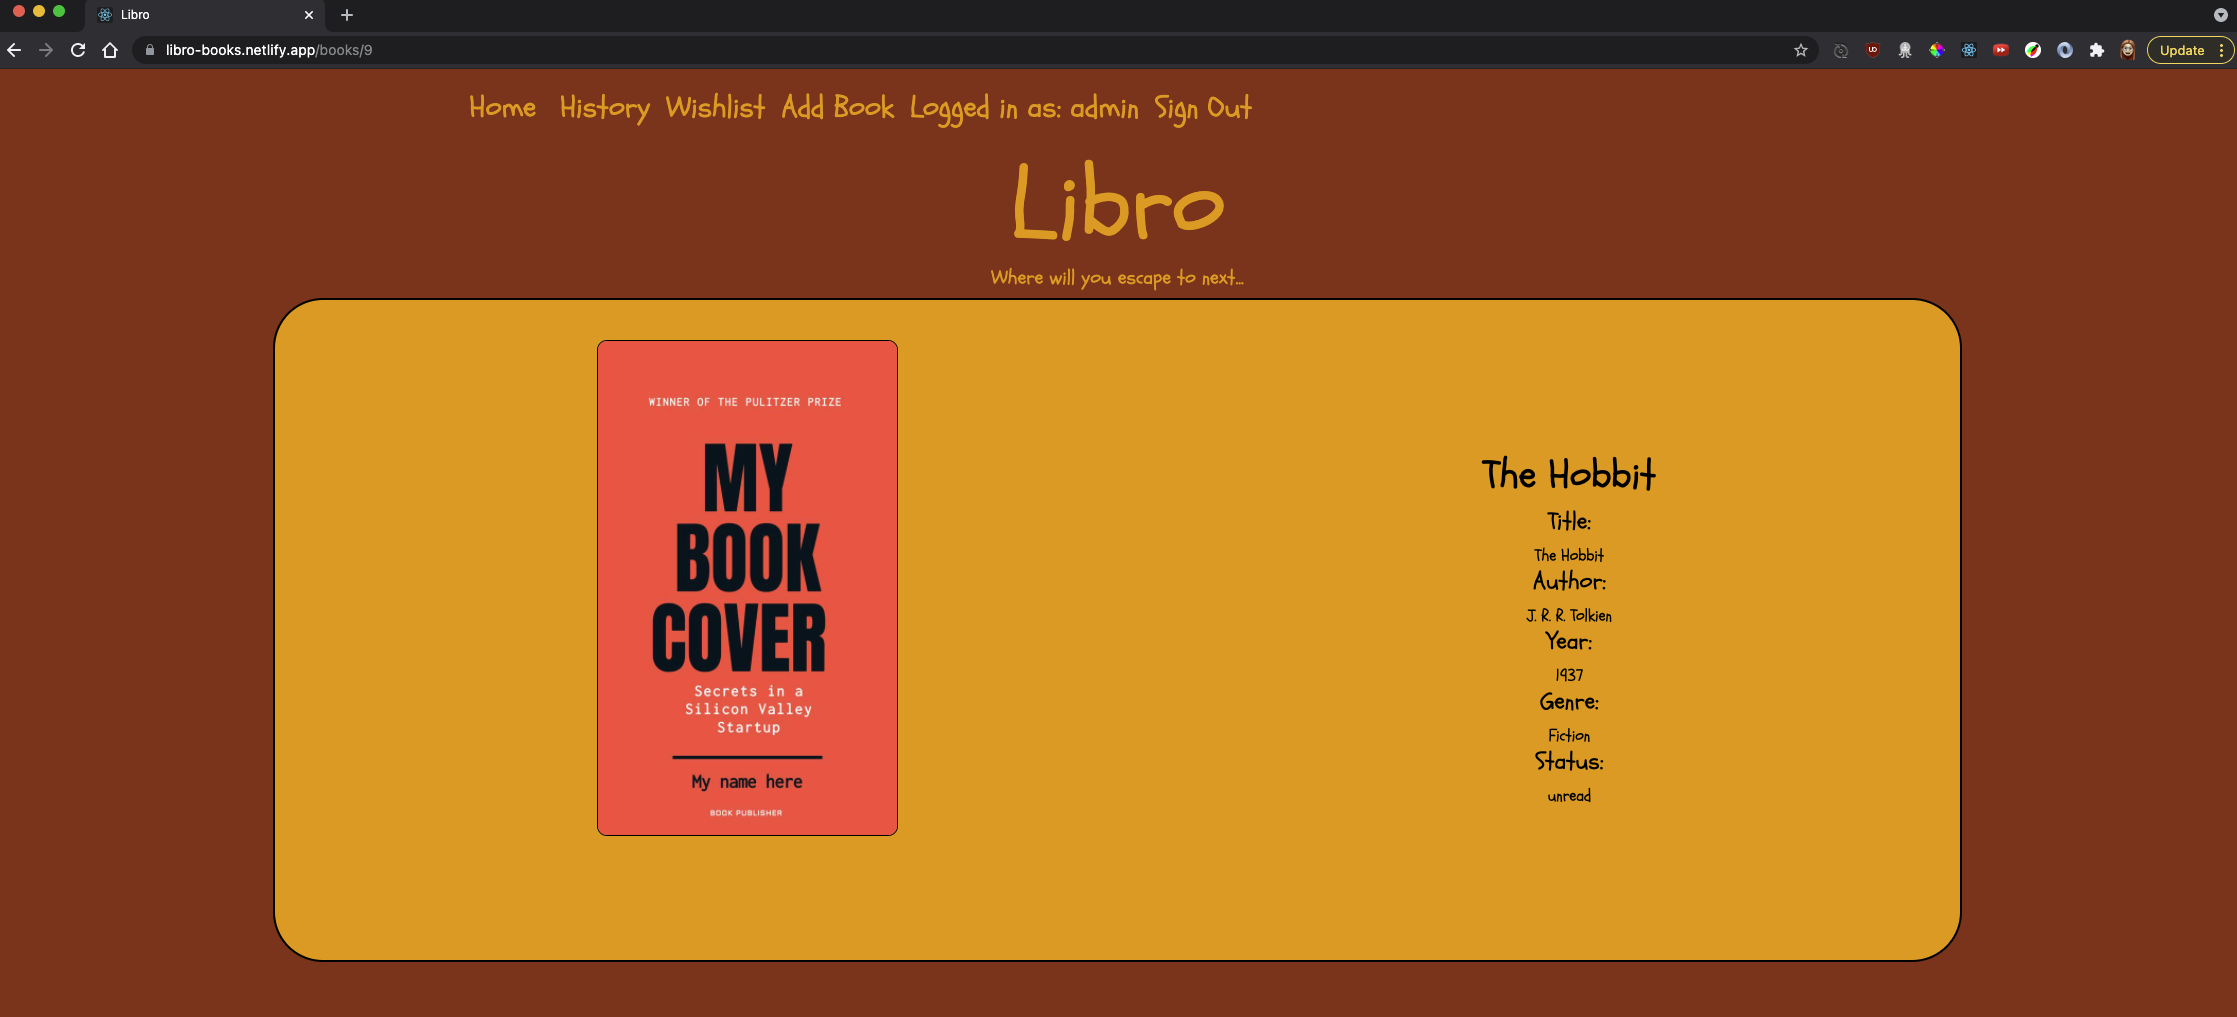 Libro
libro-books.netlify.app/books/9
Update
Home History Wishlist Add Book Logged in as: admin Sign Out
Libro
Where will you escape to next...
WINNER OF THE PULITZER PRIZE
MY
BOOK
COVER
Secrets in a
Silicon Valley
Startup
My name here
BOOK PUBLISHER
The Hobbit
Title:
The Hobbit
Author:
J. R. R. Tolkien
Year:
1937
Genre:
Fiction
Status:
unread